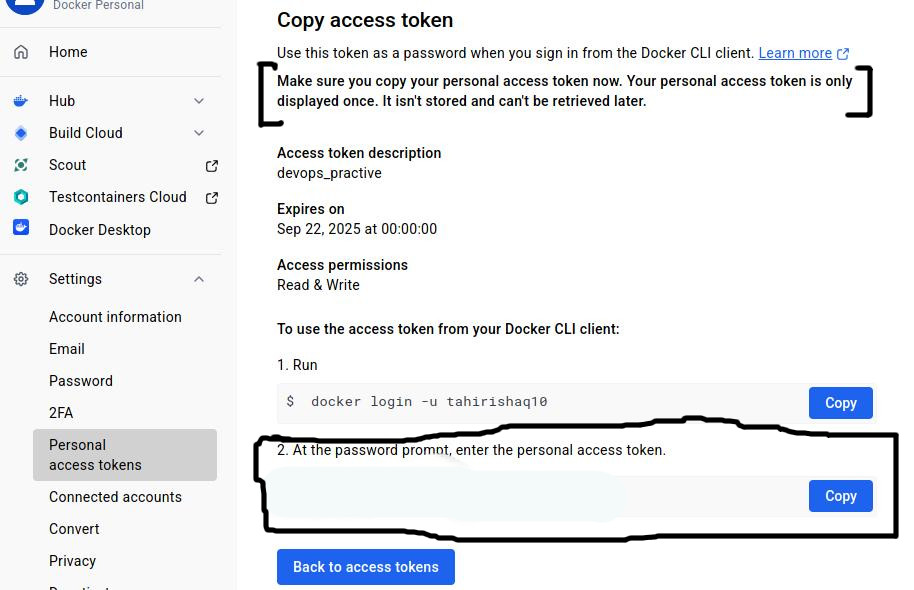 Docker Personal
Home
Hub
Build Cloud
Scout
Testcontainers Cloud
Docker Desktop
Settings
Account information
Email
Password
2FA
Personal
access tokens
Connected accounts
Convert
Privacy
Copy access token
Use this token as a password when you sign in from the Docker CLI client. Learn more
Make sure you copy your personal access token now. Your personal access token is only
displayed once. It isn't stored and can't be retrieved later.
Access token description
devops_practive
Expires on
Sep 22, 2025 at 00:00:00
Access permissions
Read & Write
To use the access token from your Docker CLI client:
1. Run
$ docker login -u tahirishaq10
Copy
2. At the password prompt, enter the personal access token.
Copy
Back to access tokens